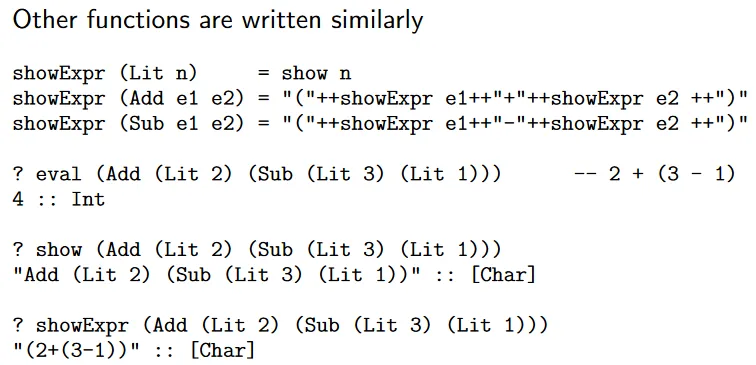 Other functions are written similarly
showExpr (Lit n)     = show n
showExpr (Add e1 e2) = "("++showExpr e1++"+"++showExpr e2 ++")"
showExpr (Sub e1 e2) = "("++showExpr e1++"-"++showExpr e2 ++")"
? eval (Add (Lit 2) (Sub (Lit 3) (Lit 1)))      -- 2 + (3 - 1)
4 :: Int
? show (Add (Lit 2) (Sub (Lit 3) (Lit 1)))
"Add (Lit 2) (Sub (Lit 3) (Lit 1))" :: [Char]
? showExpr (Add (Lit 2) (Sub (Lit 3) (Lit 1)))
"(2+(3-1))" :: [Char]